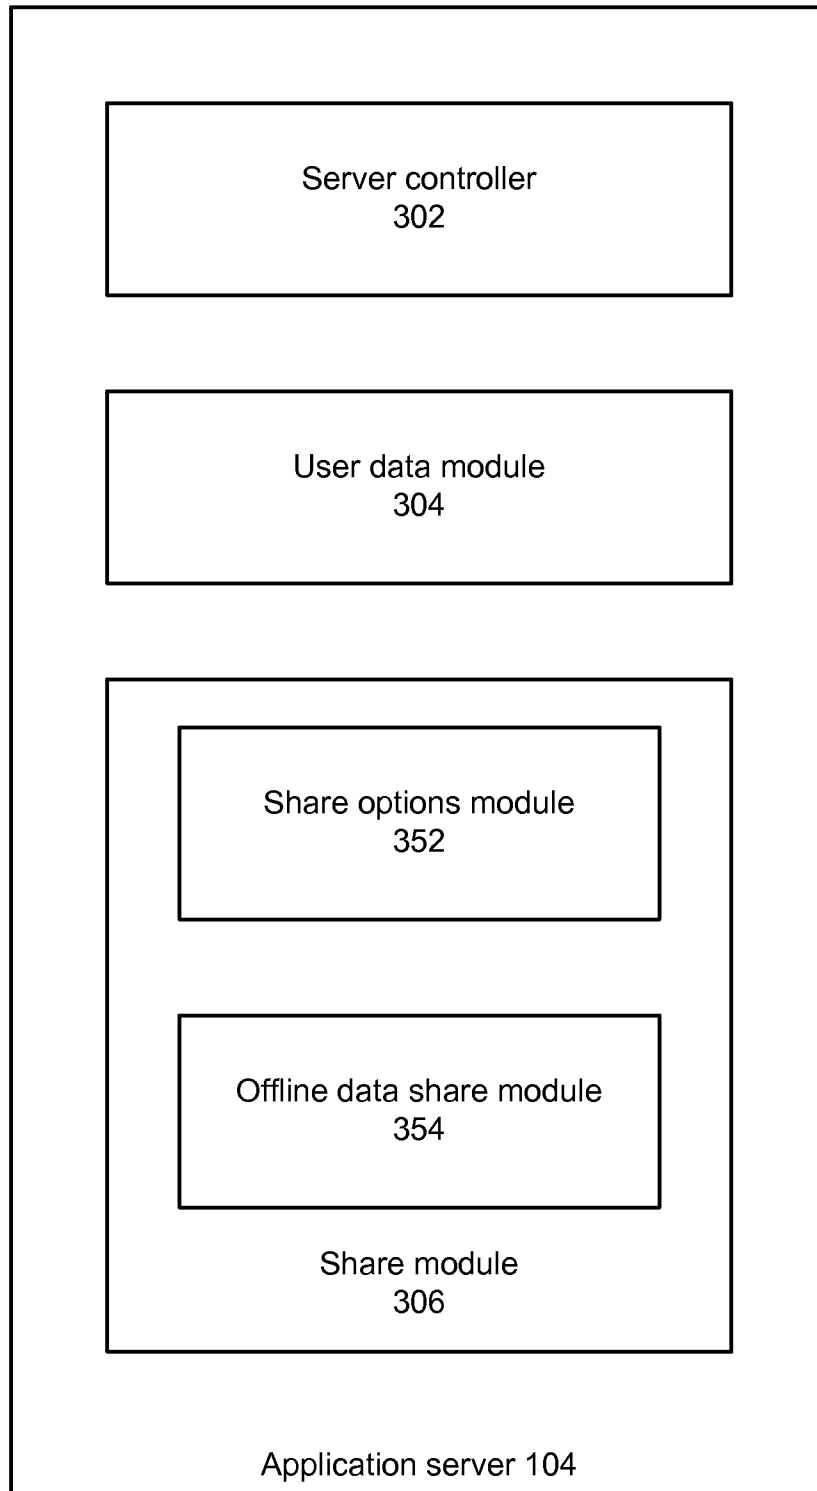 Server controller
302
User data module
304
Share options module
352
Offline data share module
354
Share module
306
Application server 104